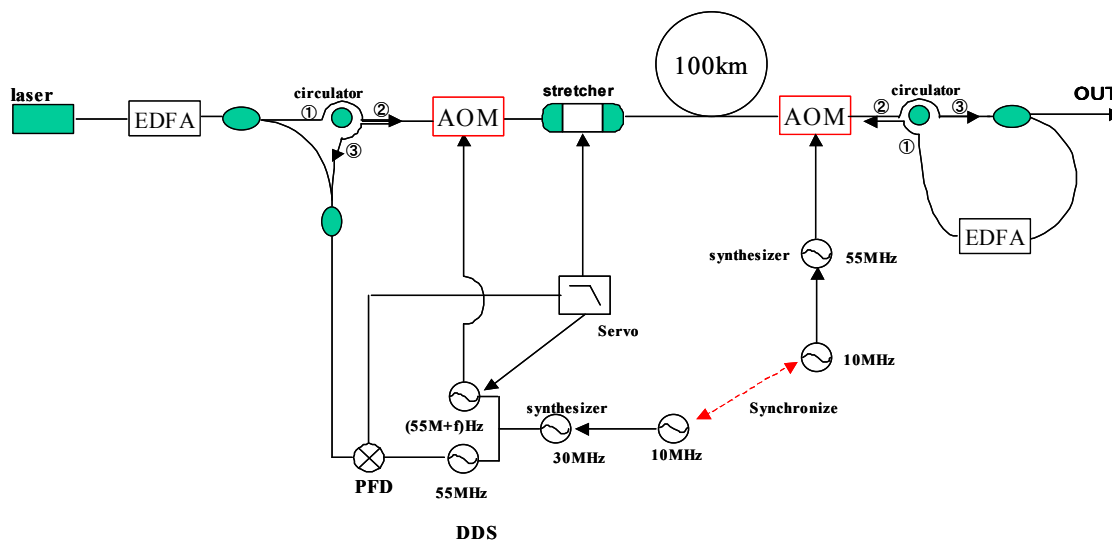 100km
laser
circulator
stretcher
circulator
OUT
① ② ② ③
EDFA
AOM
AOM
③
①
EDFA
synthesizer
55MHz
Servo
10MHz
synthesizer
Synchronize
(55M+f)Hz
30MHz
10MHz
PFD
55MHz
DDS